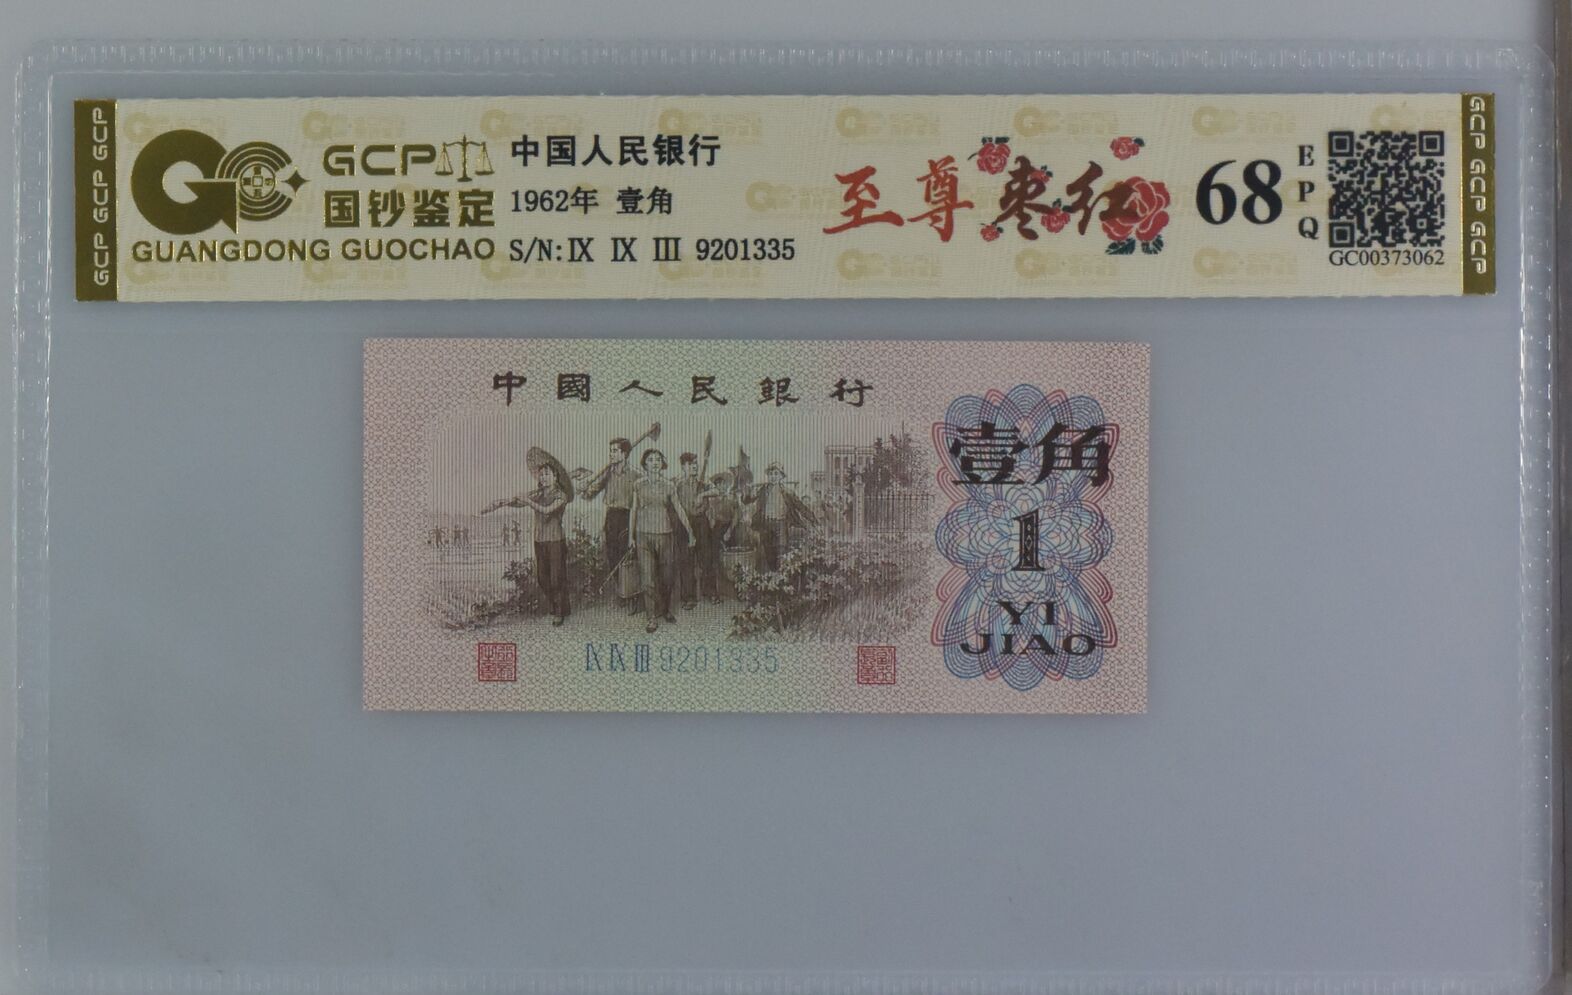 GCP GCP GCP
GCP
国钞鉴定
GUANGDONG GUOCHAO
中国人民银行
1962年 壹角
S/N: IX IX III 9201335
至尊枣红
68
EPQ
GC00373062
GCP GCP GCP
中國人民銀行
壹角
1
YI
JIAO
IX IX III 9201335